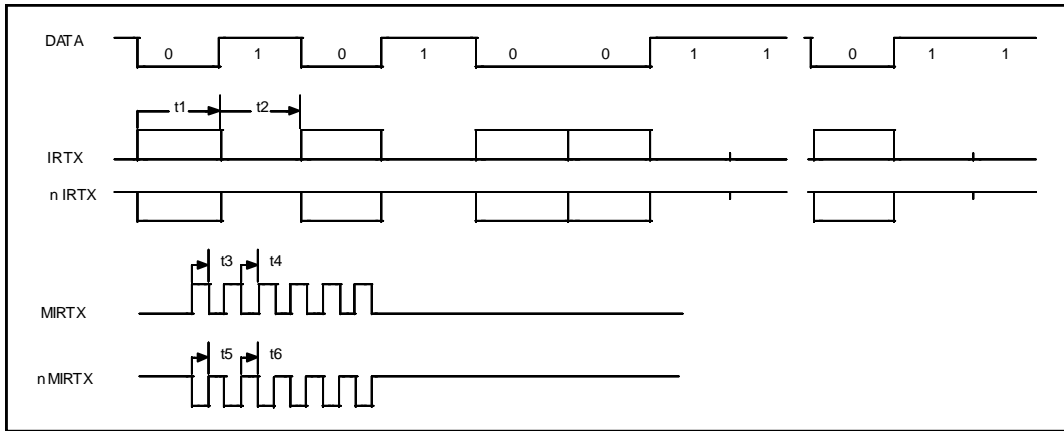 DATA
0 1 0 1 0 0 1 1 0 1 1
t1 t2
IRTX
n IRTX
t3 t4
MIRTX
t5 t6
n MIRTX